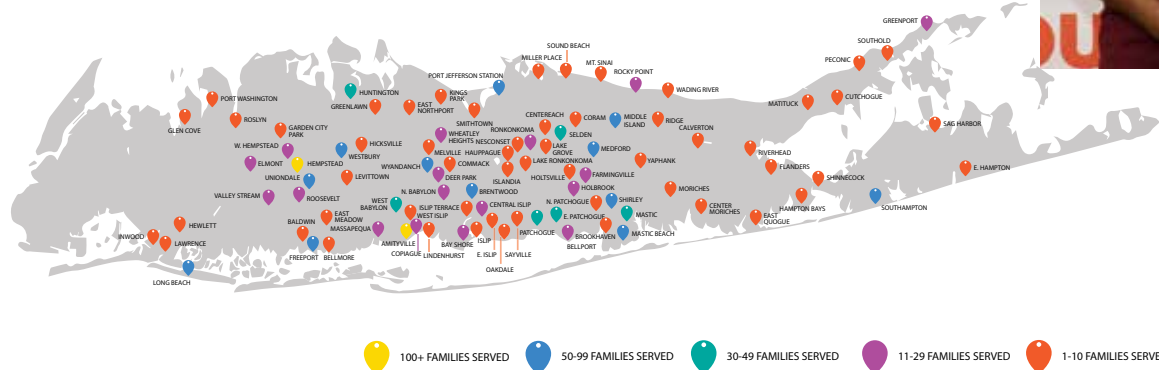 GREENPORT
SOUTHOLD
SOUND BEACH
MILLER PLACE
MT. SINAI
PECONIC
ROCKY POINT
PORT JEFFERSON STATION
OU
HUNTINGTON
KINGS
PARK
WADING RIVER
CUTCHOGUE
MATITUCK
PORT WASHINGTON
GREENLAWN
EAST
NORTHPORT
SMITHTOWN
CENTEREACH
CORAM
MIDDLE
ISLAND
RIDGE
CALVERTON
SAG HARBOR
GLEN COVE
ROSLYN
GARDEN CITY
PARK
WHEATLEY
HEIGHTS
RONKONKOMA
NESCONSET
SELDEN
W. HEMPSTEAD
HICKSVILLE
WESTBURY
MELVILLE
HAUPPAUGE
LAKE
GROVE
MEDFORD
RIVERHEAD
ELMONT
HEMPSTEAD
WYANDANCH
COMMACK
LAKE RONKONKOMA
YAPHANK
FLANDERS
E. HAMPTON
UNIONDALE
LEVITTOWN
DEER PARK
ISLANDIA
HOLTSVILLE
FARMINGVILLE
SHINNECOCK
VALLEY STREAM
ROOSEVELT
N. BABYLON
BRENTWOOD
HOLBROOK
MORICHES
WEST
BABYLON
ISLIP TERRACE
CENTRAL ISLIP
N. PATCHOGUE
SHIRLEY
HAMPTON BAYS
SOUTHAMPTON
CENTER
MORICHES
EAST
MEADOW
WEST ISLIP
E. PATCHOGUE
MASTIC
EAST
QUOGUE
HEWLETT
BALDWIN
MASSAPEQUA
PATCHOGUE
BROOKHAVEN
MASTIC BEACH
INWOOD
LAWRENCE
AMITYVILLE
BAY SHORE
ISLIP
BELLPORT
FREEPORT
BELLMORE
COPIAGUE
LINDENHURST
E. ISLIP
SAYVILLE
OAKDALE
LONG BEACH
100+ FAMILIES SERVED
50-99 FAMILIES SERVED
30-49 FAMILIES SERVED
11-29 FAMILIES SERVED
1-10 FAMILIES SERVE